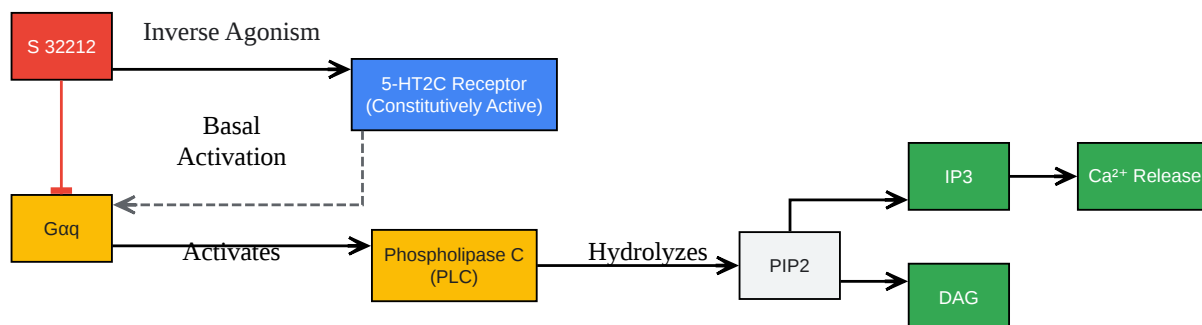 S 32212
Inverse Agonism
5-HT2C Receptor
(Constitutively Active)
Basal
Activation
Gαq
Activates
Phospholipase C
(PLC)
Hydrolyzes
PIP2
IP3
Ca²⁺ Release
DAG